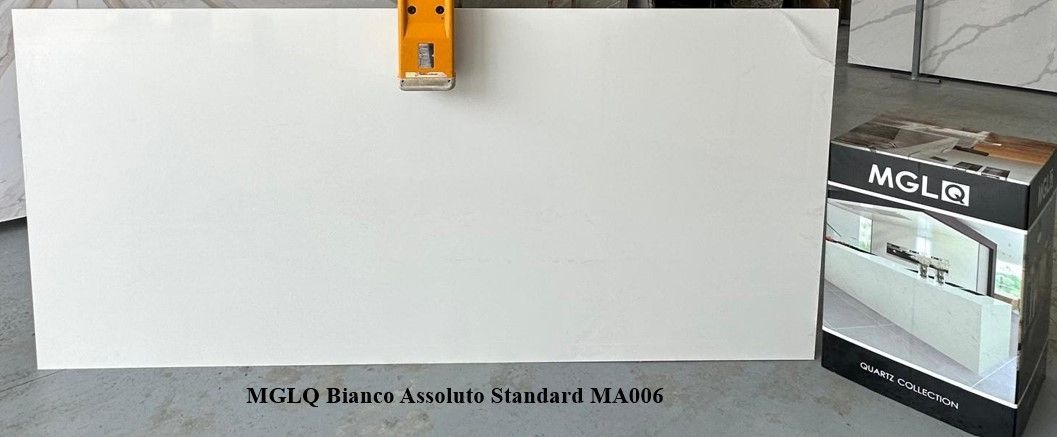 MGLQ
QUARTZ COLLECTION
MGLQ Bianco Assoluto Standard MA006